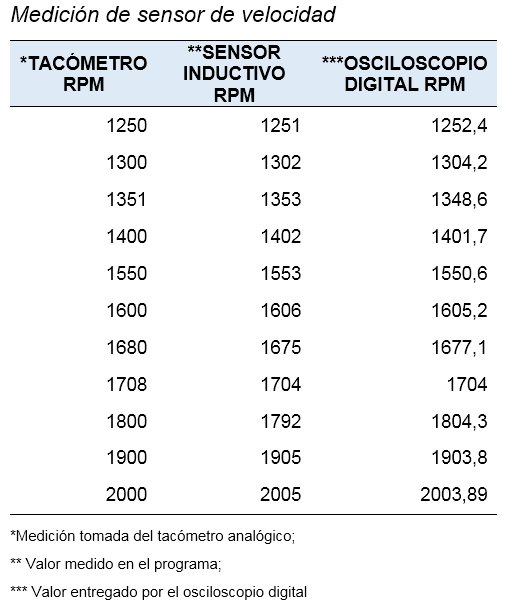 Medición de sensor de velocidad
*TACÓMETRO RPM **SENSOR INDUCTIVO RPM ***OSCILOSCOPIO DIGITAL RPM
1250 1251 1252,4
1300 1302 1304,2
1351 1353 1348,6
1400 1402 1401,7
1550 1553 1550,6
1600 1606 1605,2
1680 1675 1677,1
1708 1704 1704
1800 1792 1804,3
1900 1905 1903,8
2000 2005 2003,89
*Medición tomada del tacómetro analógico;
** Valor medido en el programa;
*** Valor entregado por el osciloscopio digital